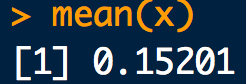 > mean(x)
[1] 0.15201